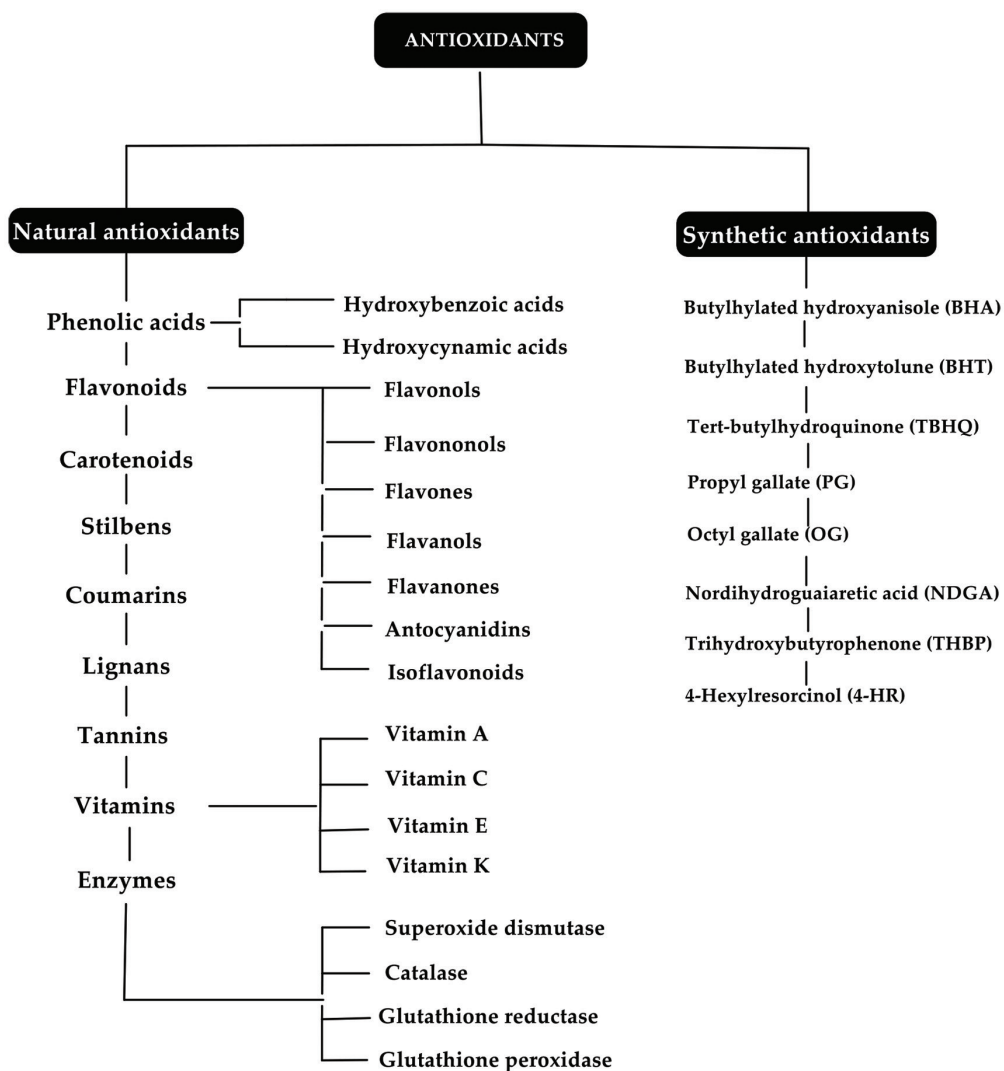 ANTIOXIDANTS
Natural antioxidants
Phenolic acids
Hydroxybenzoic acids
Hydroxycynamic acids
Flavonoids
Flavonols
Flavononols
Flavones
Flavanols
Flavanones
Antocyanidins
Isoflavonoids
Carotenoids
Stilbens
Coumarins
Lignans
Tannins
Vitamins
Vitamin A
Vitamin C
Vitamin E
Vitamin K
Enzymes
Superoxide dismutase
Catalase
Glutathione reductase
Glutathione peroxidase
Synthetic antioxidants
Butylhylated hydroxyanisole (BHA)
Butylhylated hydroxytolune (BHT)
Tert-butylhydroquinone (TBHQ)
Propyl gallate (PG)
Octyl gallate (OG)
Nordihydroguaiaretic acid (NDGA)
Trihydroxybutyrophenone (THBP)
4-Hexylresorcinol (4-HR)